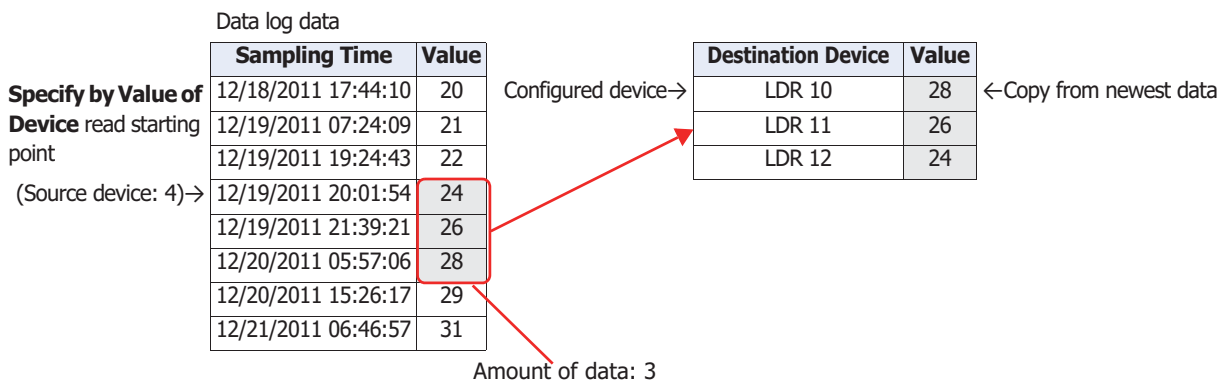 Data log data
Sampling Time Value
12/18/2011 17:44:10 20
12/19/2011 07:24:09 21
12/19/2011 19:24:43 22
12/19/2011 20:01:54 24
12/19/2011 21:39:21 26
12/20/2011 05:57:06 28
12/20/2011 15:26:17 29
12/21/2011 06:46:57 31
Specify by Value of
Device read starting
point
(Source device: 4)→
Amount of data: 3
Configured device→
Destination Device Value
LDR 10 28
LDR 11 26
LDR 12 24
←Copy from newest data